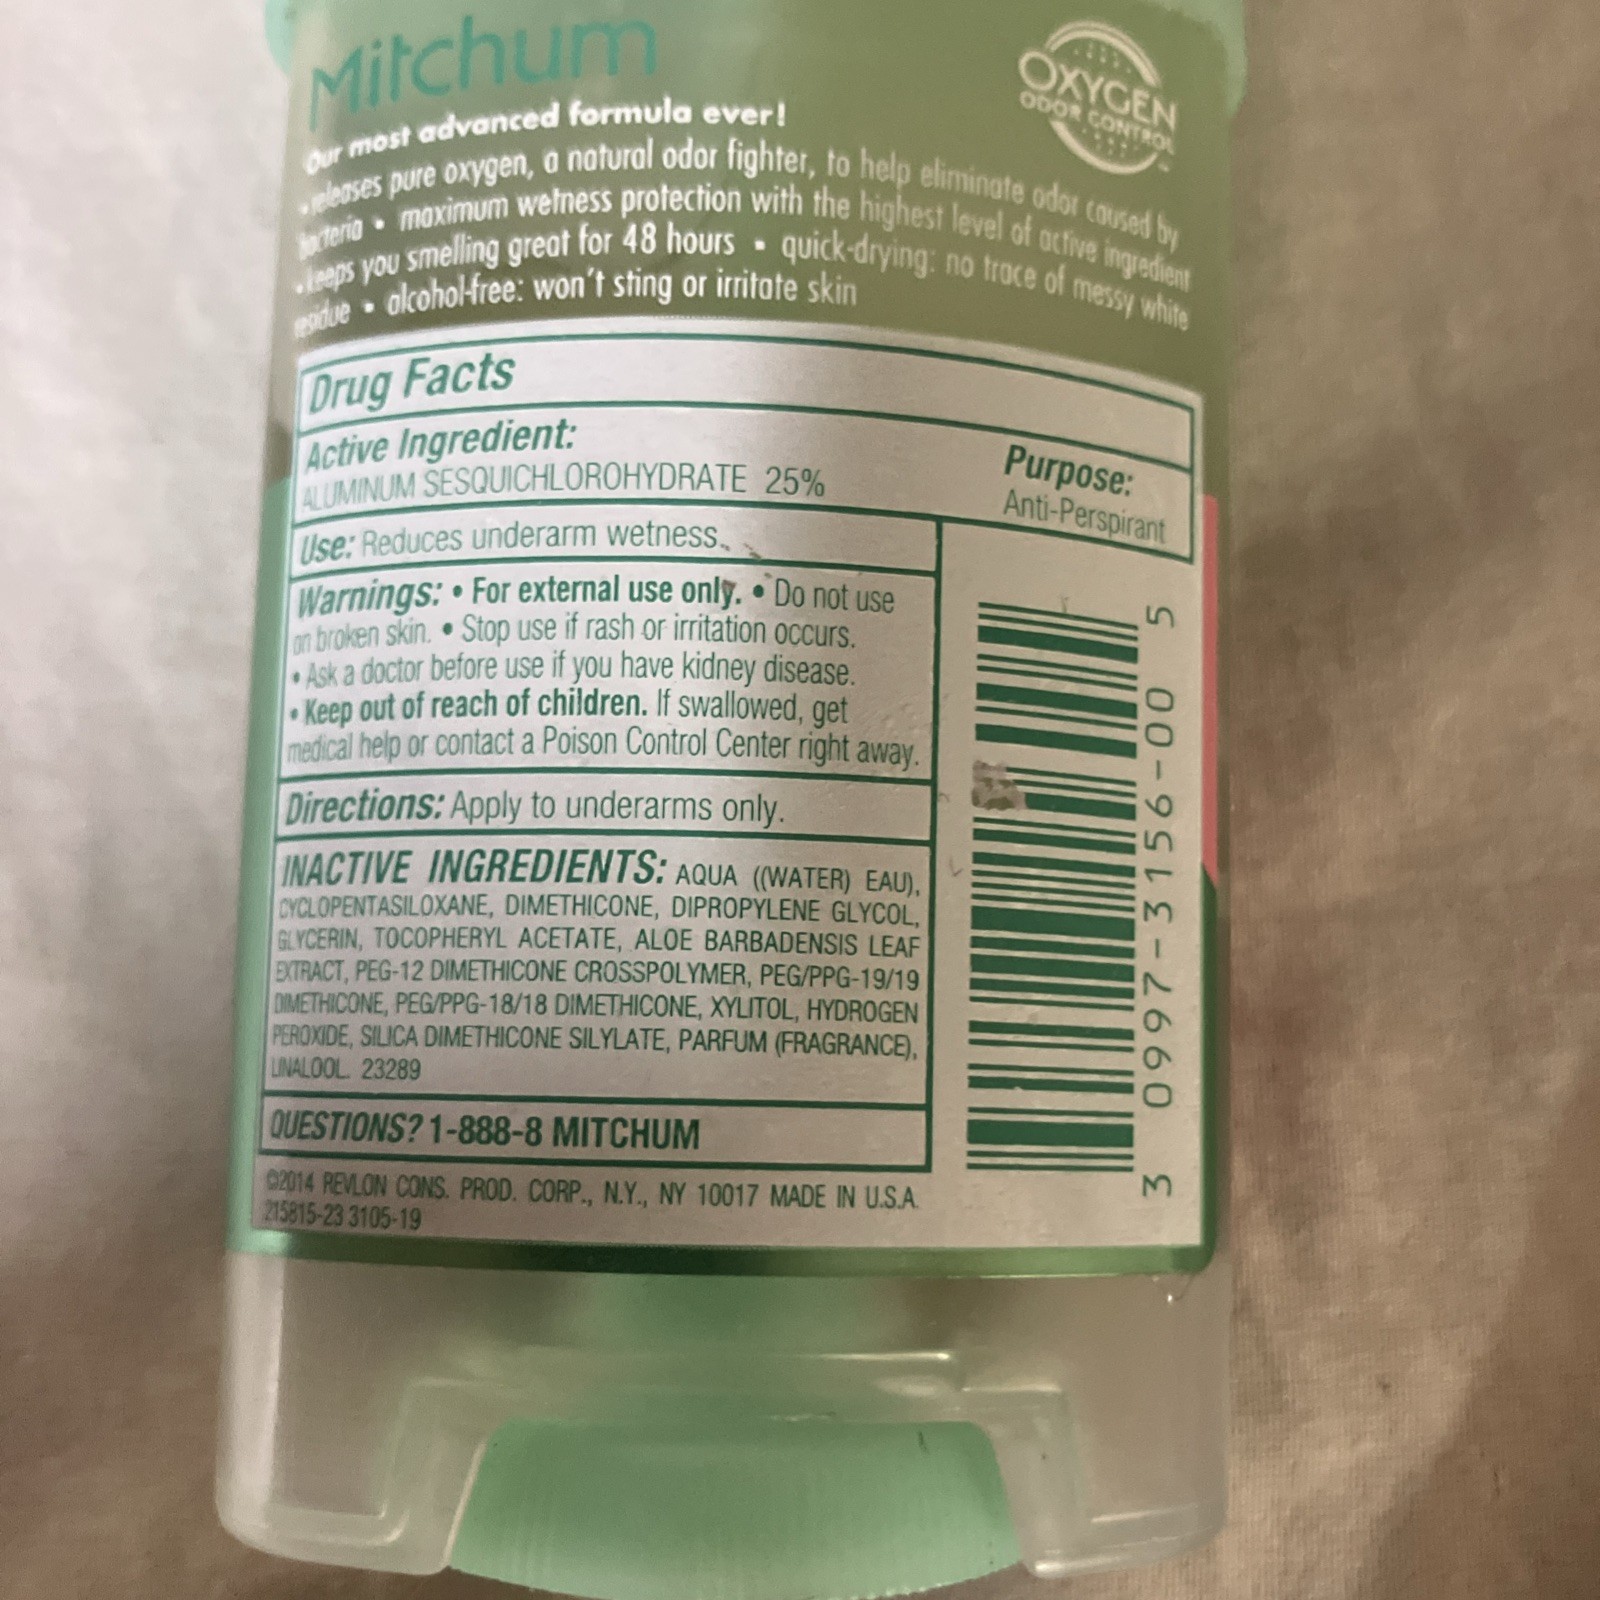 Mitchum
OXYGEN
ODOR CONTROL
Our most advanced formula ever!
• releases pure oxygen, a natural odor fighter, to help eliminate odor caused by
bacteria • maximum wetness protection with the highest level of active ingredient
• keeps you smelling great for 48 hours • quick-drying: no trace of messy white
residue • alcohol-free: won't sting or irritate skin
Drug Facts
Active Ingredient:
ALUMINUM SESQUICHLOROHYDRATE 25%
Purpose:
Anti-Perspirant
Use: Reduces underarm wetness.
Warnings: • For external use only. • Do not use
on broken skin. • Stop use if rash or irritation occurs.
• Ask a doctor before use if you have kidney disease.
• Keep out of reach of children. If swallowed, get
medical help or contact a Poison Control Center right away.
Directions: Apply to underarms only.
INACTIVE INGREDIENTS: AQUA ((WATER) EAU),
CYCLOPENTASILOXANE, DIMETHICONE, DIPROPYLENE GLYCOL,
GLYCERIN, TOCOPHERYL ACETATE, ALOE BARBADENSIS LEAF
EXTRACT, PEG-12 DIMETHICONE CROSSPOLYMER, PEG/PPG-19/19
DIMETHICONE, PEG/PPG-18/18 DIMETHICONE, XYLITOL, HYDROGEN
PEROXIDE, SILICA DIMETHICONE SILYLATE, PARFUM (FRAGRANCE),
LINALOOL. 23289
QUESTIONS? 1-888-8 MITCHUM
©2014 REVLON CONS. PROD. CORP., N.Y., NY 10017 MADE IN U.S.A.
215815-23 3105-19
3 0997-3156-00 5